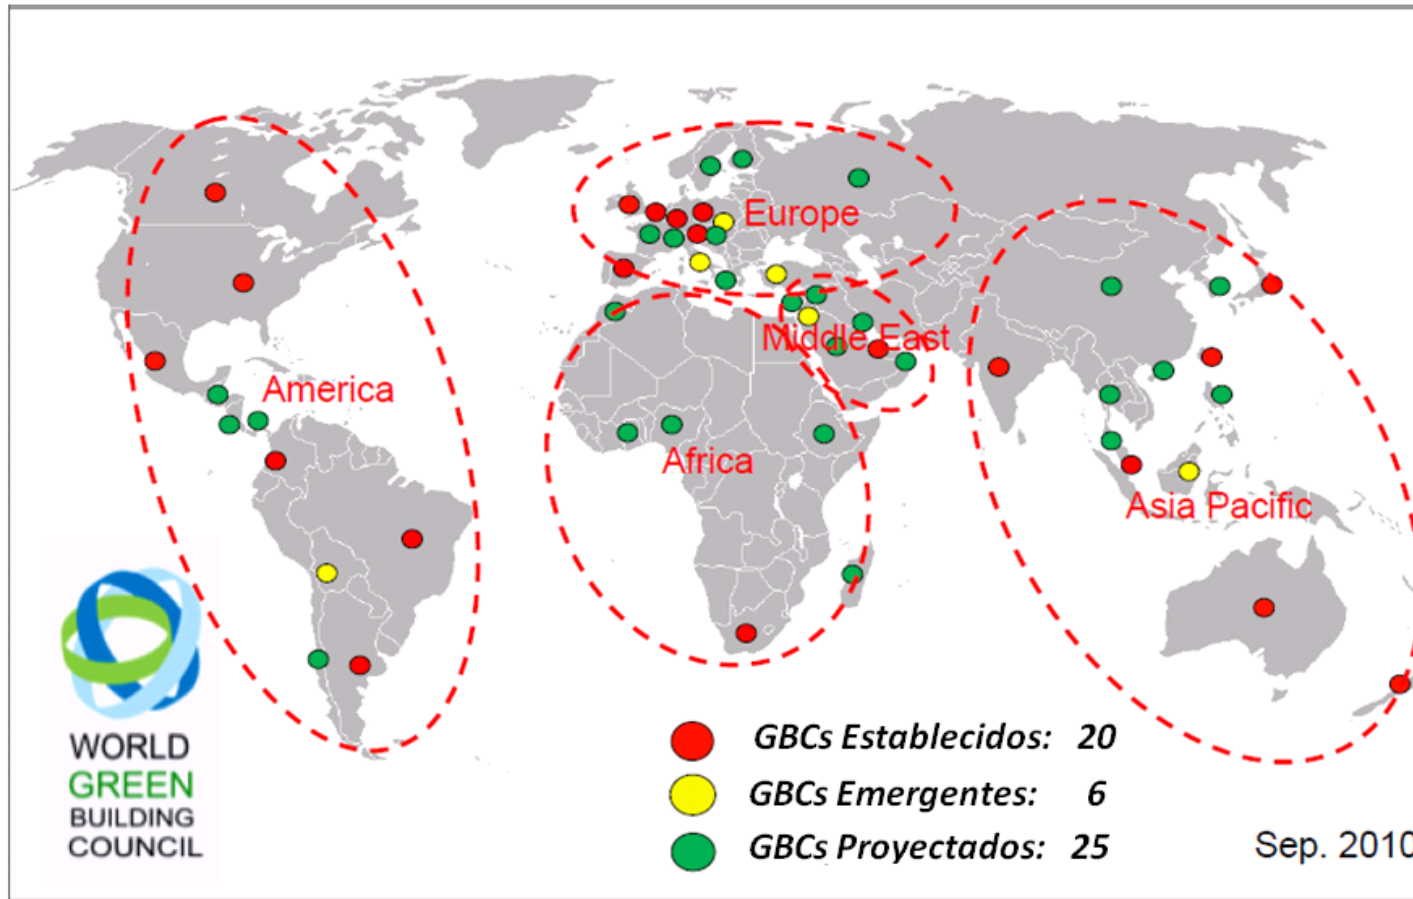 Europe
Middle East
America
Africa
Asia Pacific
WORLD
GREEN
BUILDING
COUNCIL
GBCs Establecidos: 20
GBCs Emergentes: 6
GBCs Proyectados: 25
Sep. 2010